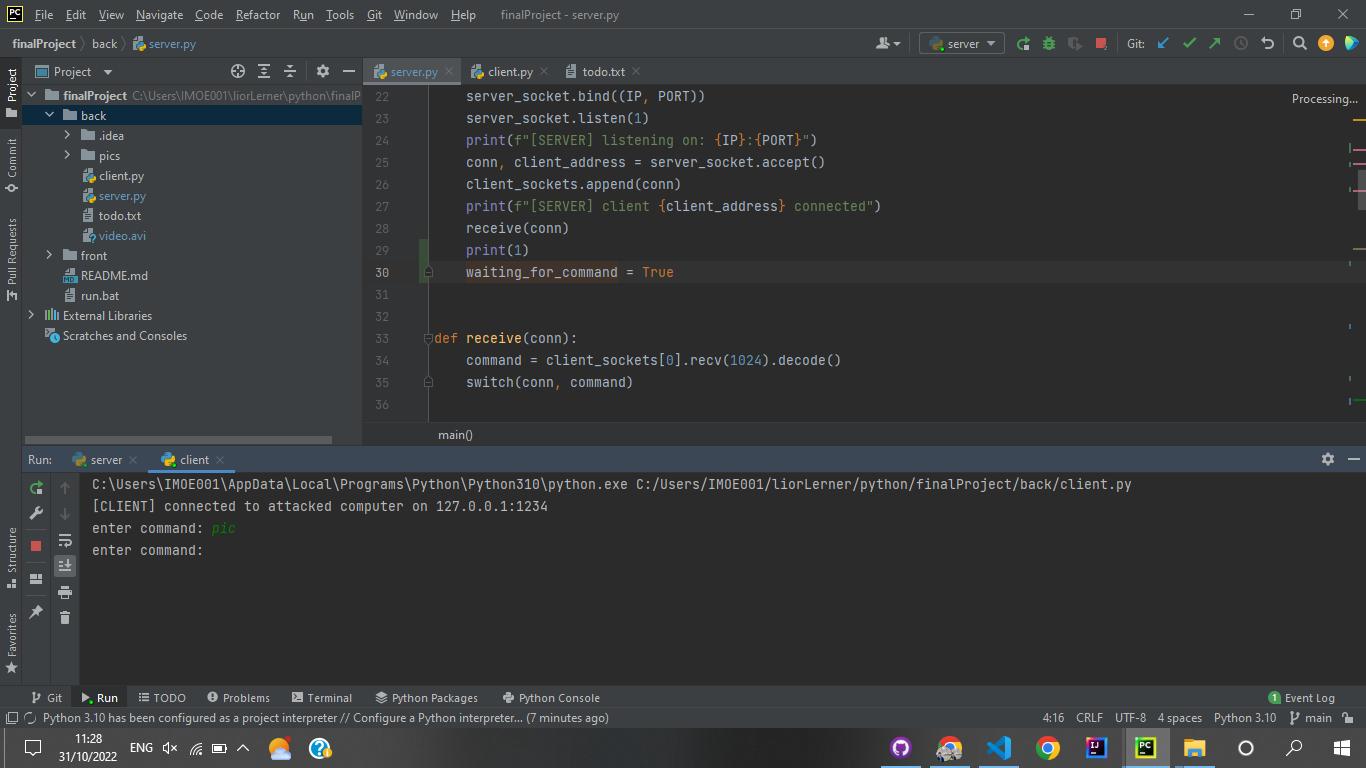 PC File Edit View Navigate Code Refactor Run Tools Git Window Help finalProject - server.py
finalProject back server.py server Git:
Project
server.py client.py todo.txt
finalProject C:\Users\IMOE001\liorLerner\python\finalP
back
.idea
pics
client.py
server.py
todo.txt
video.avi
front
README.md
run.bat
External Libraries
Scratches and Consoles
Project
Commit
Pull Requests
Structure
Favorites
Processing...
22 server_socket.bind((IP, PORT))
23 server_socket.listen(1)
24 print(f"[SERVER] listening on: {IP}:{PORT}")
25 conn, client_address = server_socket.accept()
26 client_sockets.append(conn)
27 print(f"[SERVER] client {client_address} connected")
28 receive(conn)
29 print(1)
30 waiting_for_command = True
31
32
33 def receive(conn):
34 command = client_sockets[0].recv(1024).decode()
35 switch(conn, command)
36
main()
Run: server client
C:\Users\IMOE001\AppData\Local\Programs\Python\Python310\python.exe C:/Users/IMOE001/liorLerner/python/finalProject/back/client.py
[CLIENT] connected to attacked computer on 127.0.0.1:1234
enter command: pic
enter command:
Git Run TODO Problems Terminal Python Packages Python Console 1 Event Log
Python 3.10 has been configured as a project interpreter // Configure a Python interpreter... (7 minutes ago) 4:16 CRLF UTF-8 4 spaces Python 3.10 main
11:28
31/10/2022
ENG